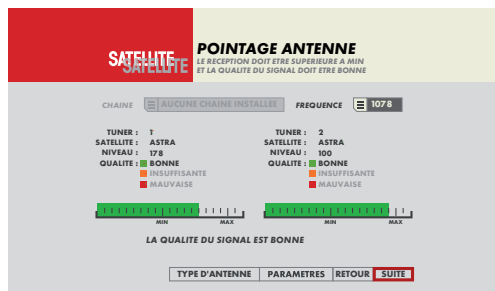 SATELLITE
SATELLITE
POINTAGE ANTENNE
LE RECEPTION DOIT ETRE SUPERIEURE A MIN
ET LA QUALITE DU SIGNAL DOIT ETRE BONNE
CHAINE AUCUNE CHAINE INSTALLEE FREQUENCE 1078
TUNER : 1
SATELLITE : ASTRA
NIVEAU : 178
QUALITE : BONNE
INSUFFISANTE
MAUVAISE
TUNER : 2
SATELLITE : ASTRA
NIVEAU : 100
QUALITE : BONNE
INSUFFISANTE
MAUVAISE
MIN MAX
MIN MAX
LA QUALITE DU SIGNAL EST BONNE
TYPE D'ANTENNE PARAMETRES RETOUR SUITE